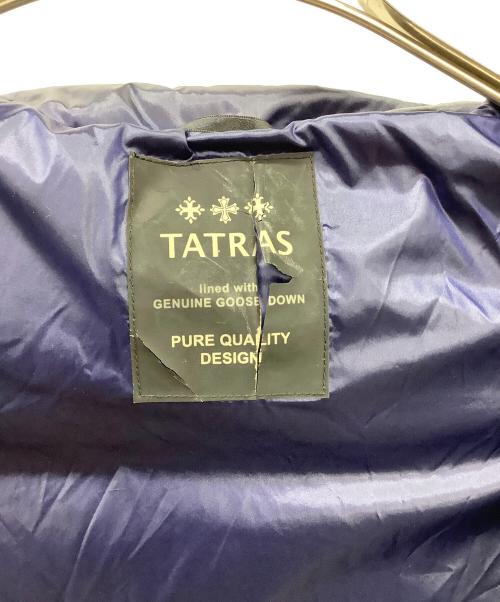 TATRAS
lined with
GENUINE GOOSE DOWN
PURE QUALITY
DESIGN